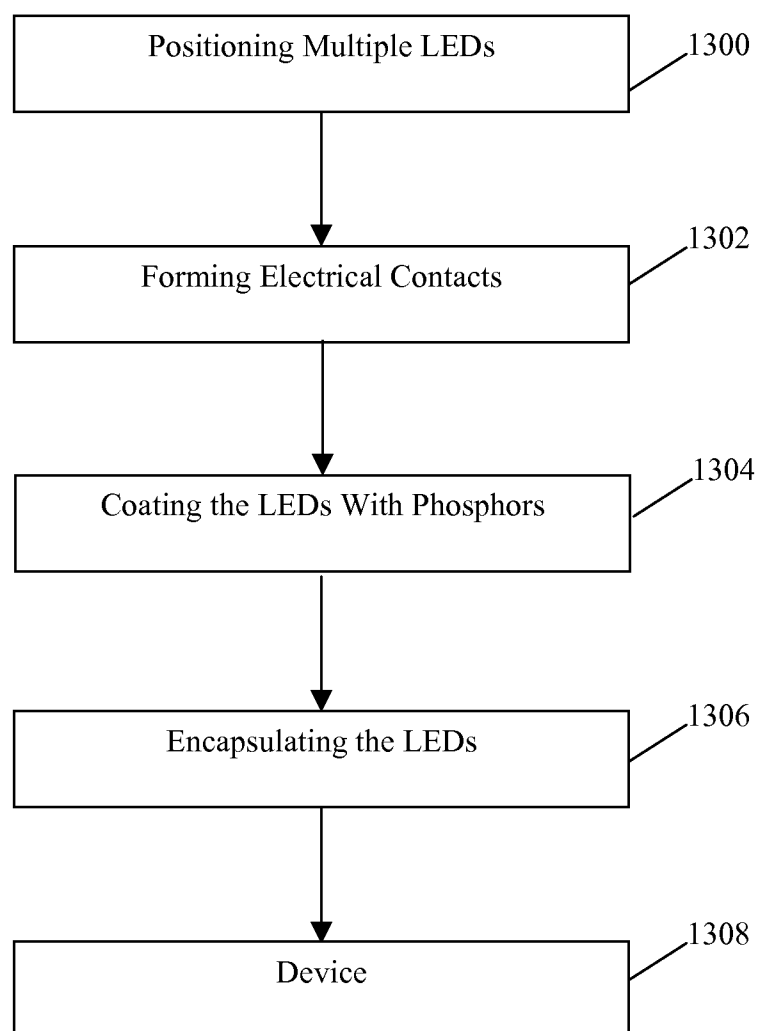 Positioning Multiple LEDs
1300
1302
Forming Electrical Contacts
1304
Coating the LEDs With Phosphors
1306
Encapsulating the LEDs
1308
Device